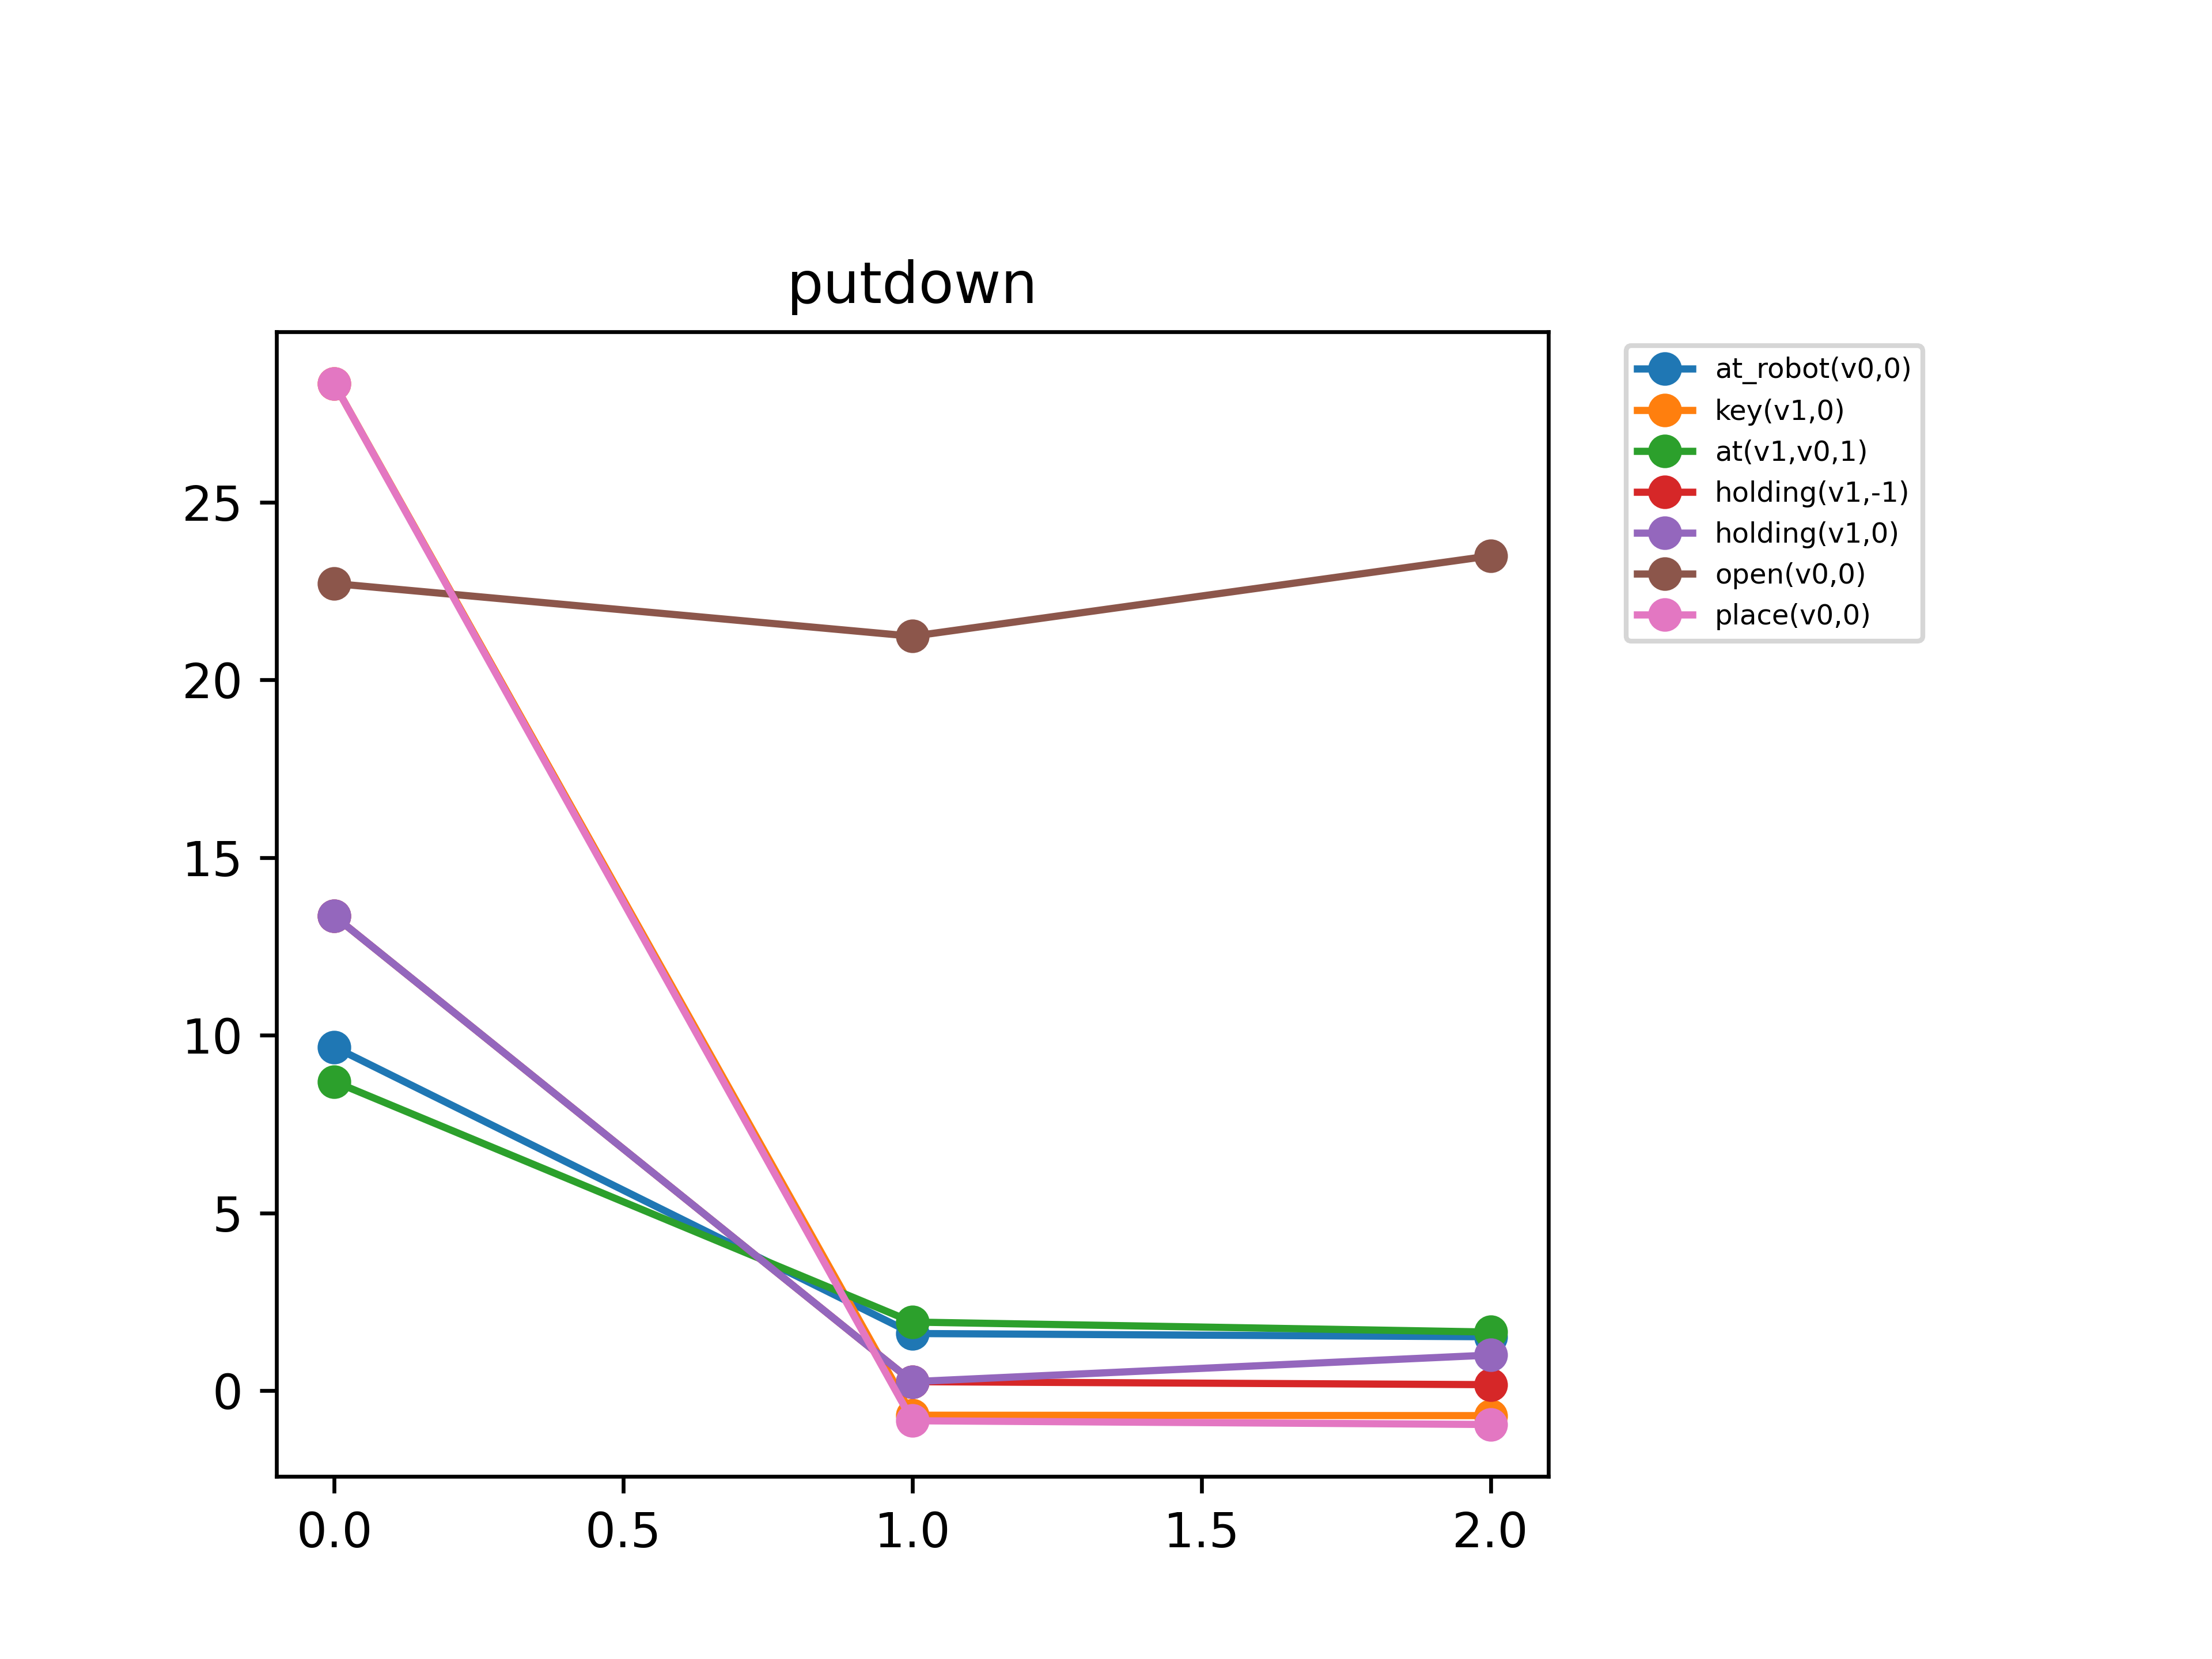 putdown
25
20
15
10
5
0
0.0 0.5 1.0 1.5 2.0
at_robot(v0,0)
key(v1,0)
at(v1,v0,1)
holding(v1,-1)
holding(v1,0)
open(v0,0)
place(v0,0)